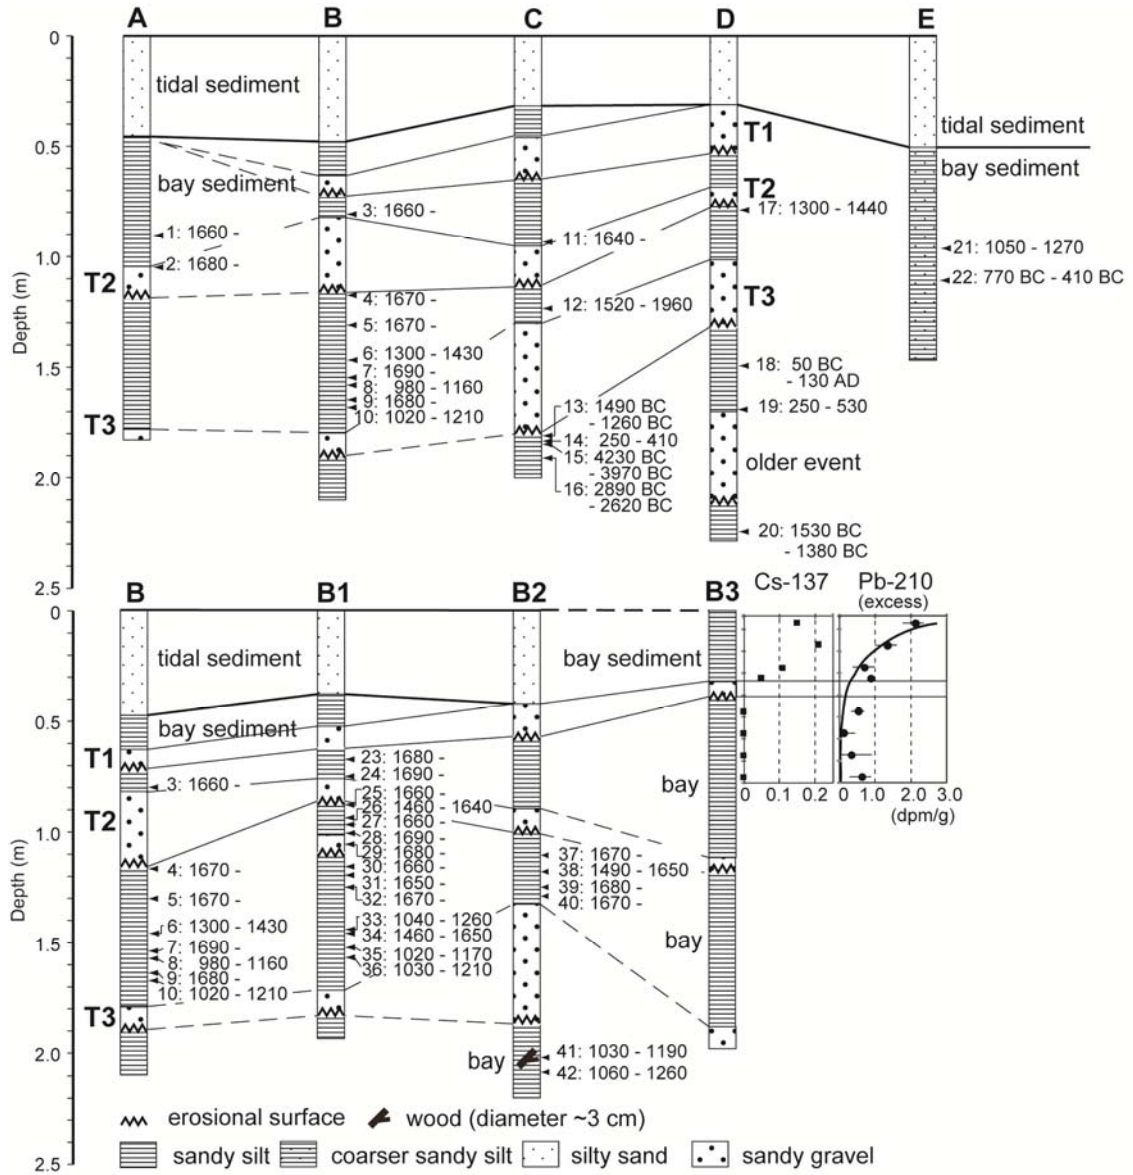 A B C D E
0
0.5
1.0
1.5
2.0
2.5
Depth (m)
tidal sediment
bay sediment
T2
T3
1: 1660 -
2: 1680 -
3: 1660 -
4: 1670 -
5: 1670 -
6: 1300 - 1430
7: 1690 -
8: 980 - 1160
9: 1680 -
10: 1020 - 1210
11: 1640 -
12: 1520 - 1960
13: 1490 BC
- 1260 BC
14: 250 - 410
15: 4230 BC
- 3970 BC
16: 2890 BC
- 2620 BC
T1
T2
T3
17: 1300 - 1440
18: 50 BC
- 130 AD
19: 250 - 530
older event
20: 1530 BC
- 1380 BC
tidal sediment
bay sediment
21: 1050 - 1270
22: 770 BC - 410 BC
B B1 B2 B3
Cs-137
Pb-210
(excess)
0
0.5
1.0
1.5
2.0
2.5
Depth (m)
tidal sediment
bay sediment
T1
T2
T3
3: 1660 -
4: 1670 -
5: 1670 -
6: 1300 - 1430
7: 1690 -
8: 980 - 1160
9: 1680 -
10: 1020 - 1210
23: 1680 -
24: 1690 -
25: 1660 -
26: 1460 - 1640
27: 1660 -
28: 1690 -
29: 1680 -
30: 1660 -
31: 1650 -
32: 1670 -
33: 1040 - 1260
34: 1460 - 1650
35: 1020 - 1170
36: 1030 - 1210
bay sediment
37: 1670 -
38: 1490 - 1650
39: 1680 -
40: 1670 -
bay
41: 1030 - 1190
42: 1060 - 1260
bay
bay
0 0.1 0.2
0 1.0 2.0 3.0
(dpm/g)
erosional surface
wood (diameter ~3 cm)
sandy silt
coarser sandy silt
silty sand
sandy gravel